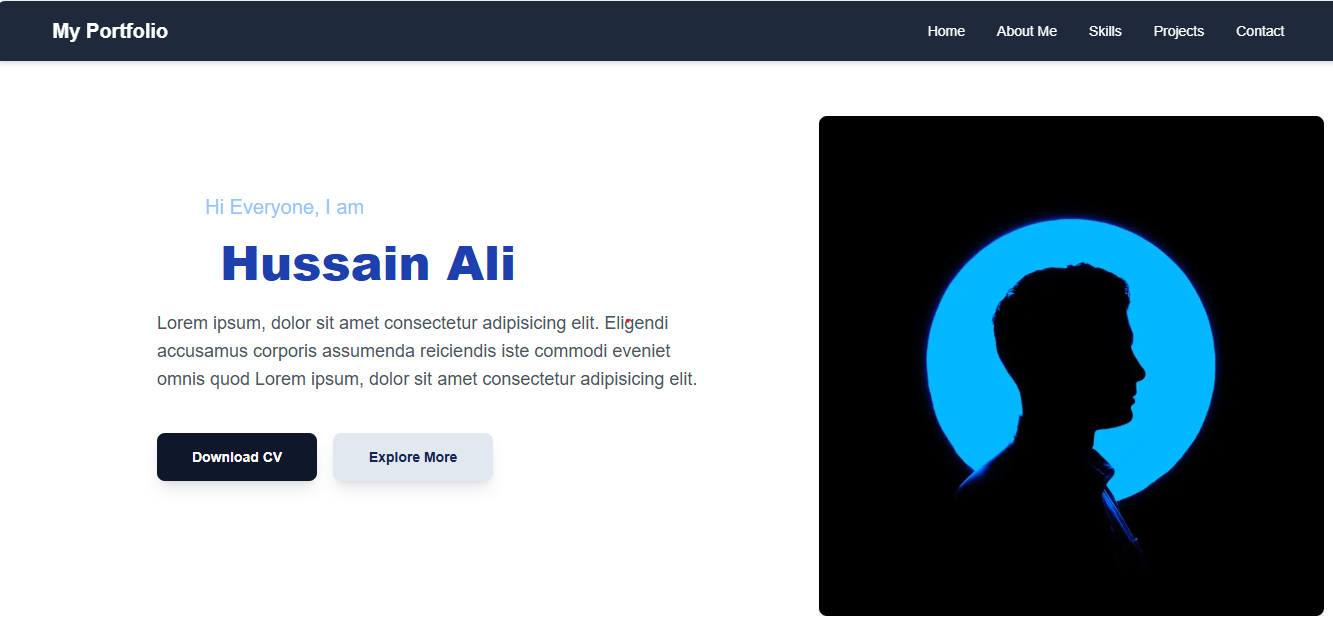 My Portfolio
Home About Me Skills Projects Contact
Hi Everyone, I am
Hussain Ali
Lorem ipsum, dolor sit amet consectetur adipisicing elit. Eligendi
accusamus corporis assumenda reiciendis iste commodi eveniet
omnis quod Lorem ipsum, dolor sit amet consectetur adipisicing elit.
Download CV
Explore More